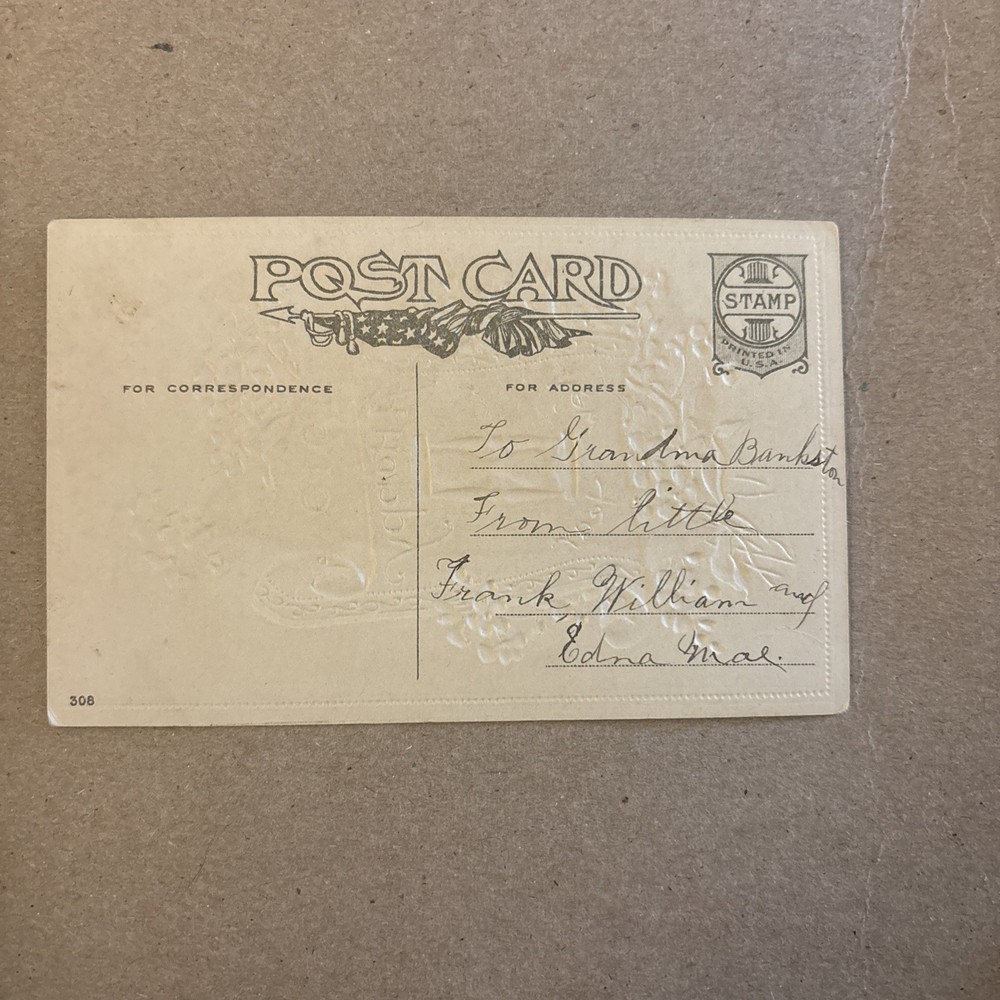 POST CARD
STAMP
PRINTED IN
U.S.A.
FOR CORRESPONDENCE
FOR ADDRESS
To Grandma Bankston
From little
Frank, William and
Edna Mae.
308